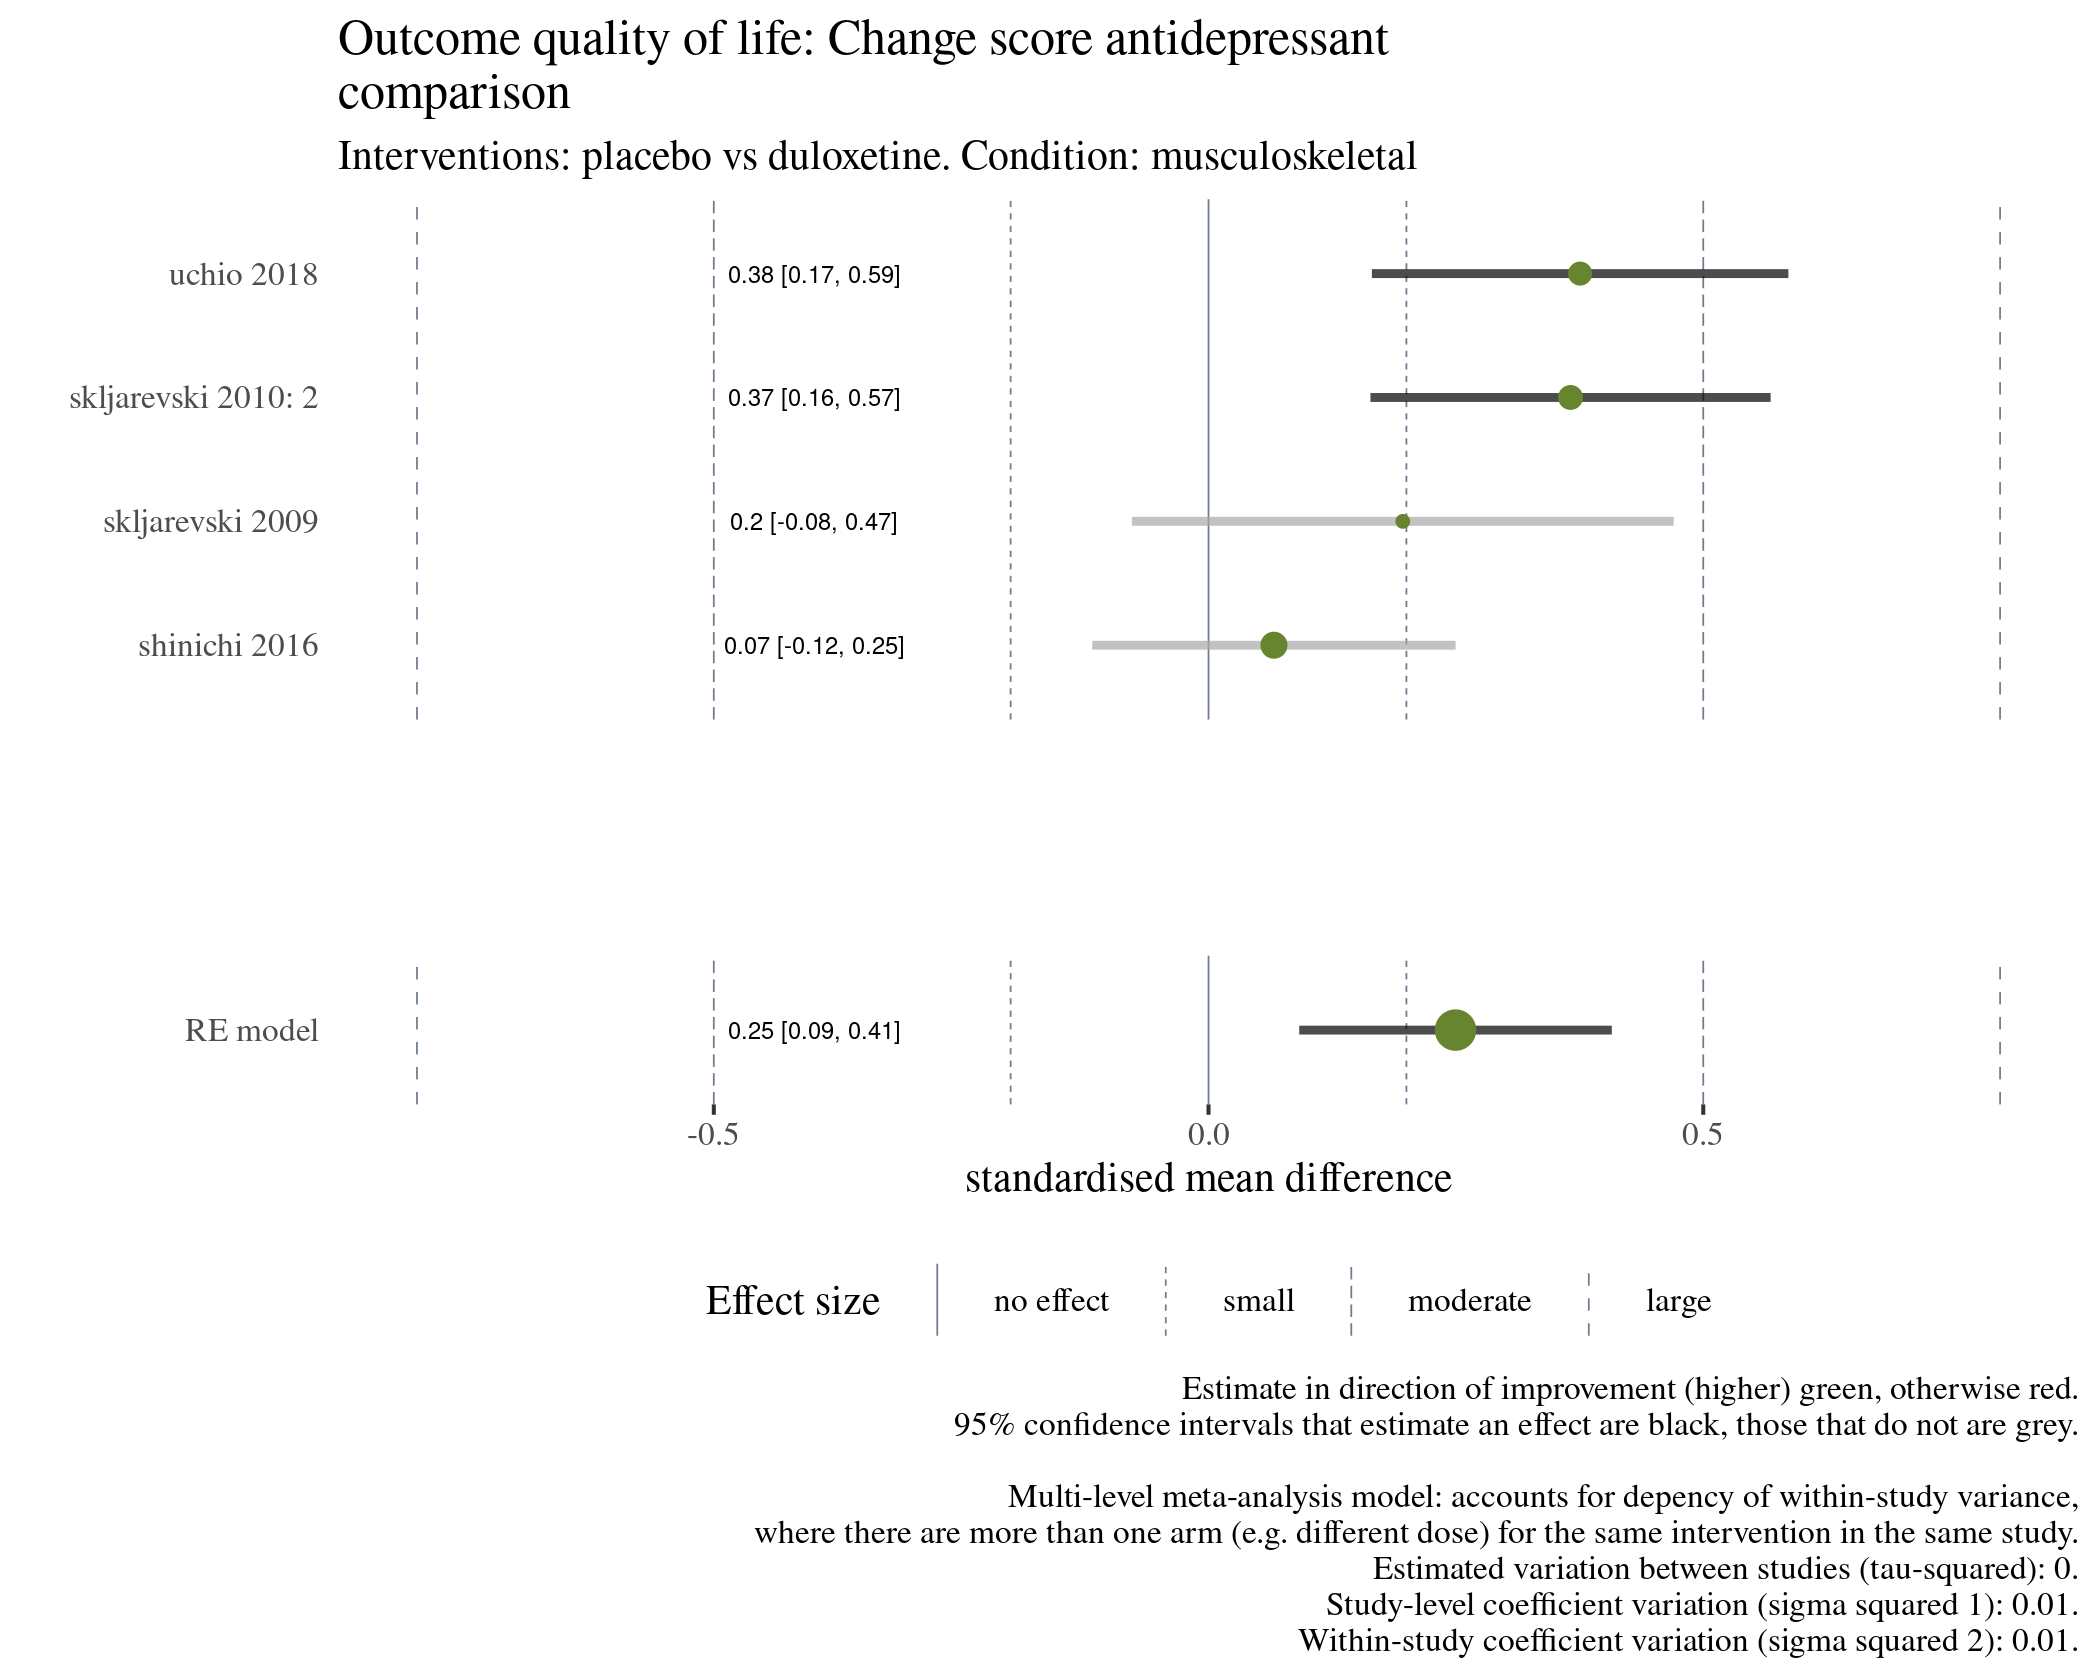 Outcome quality of life: Change score antidepressant
comparison
Interventions: placebo vs duloxetine. Condition: musculoskeletal
uchio 2018 0.38 [0.17, 0.59]
skljarevski 2010: 2 0.37 [0.16, 0.57]
skljarevski 2009 0.2 [-0.08, 0.47]
shinichi 2016 0.07 [-0.12, 0.25]
RE model 0.25 [0.09, 0.41]
-0.5 0.0 0.5
standardised mean difference
Effect size no effect small moderate large
Estimate in direction of improvement (higher) green, otherwise red.
95% confidence intervals that estimate an effect are black, those that do not are grey.
Multi-level meta-analysis model: accounts for depency of within-study variance,
where there are more than one arm (e.g. different dose) for the same intervention in the same study.
Estimated variation between studies (tau-squared): 0.
Study-level coefficient variation (sigma squared 1): 0.01.
Within-study coefficient variation (sigma squared 2): 0.01.